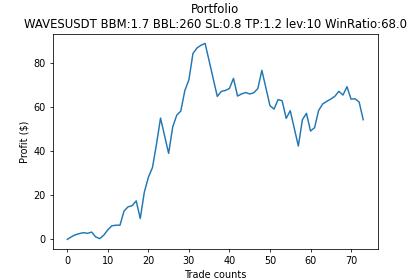 Portfolio
WAVESUSDT BBM:1.7 BBL:260 SL:0.8 TP:1.2 lev:10 WinRatio:68.0
Profit ($)
80
60
40
20
0
0 10 20 30 40 50 60 70
Trade counts